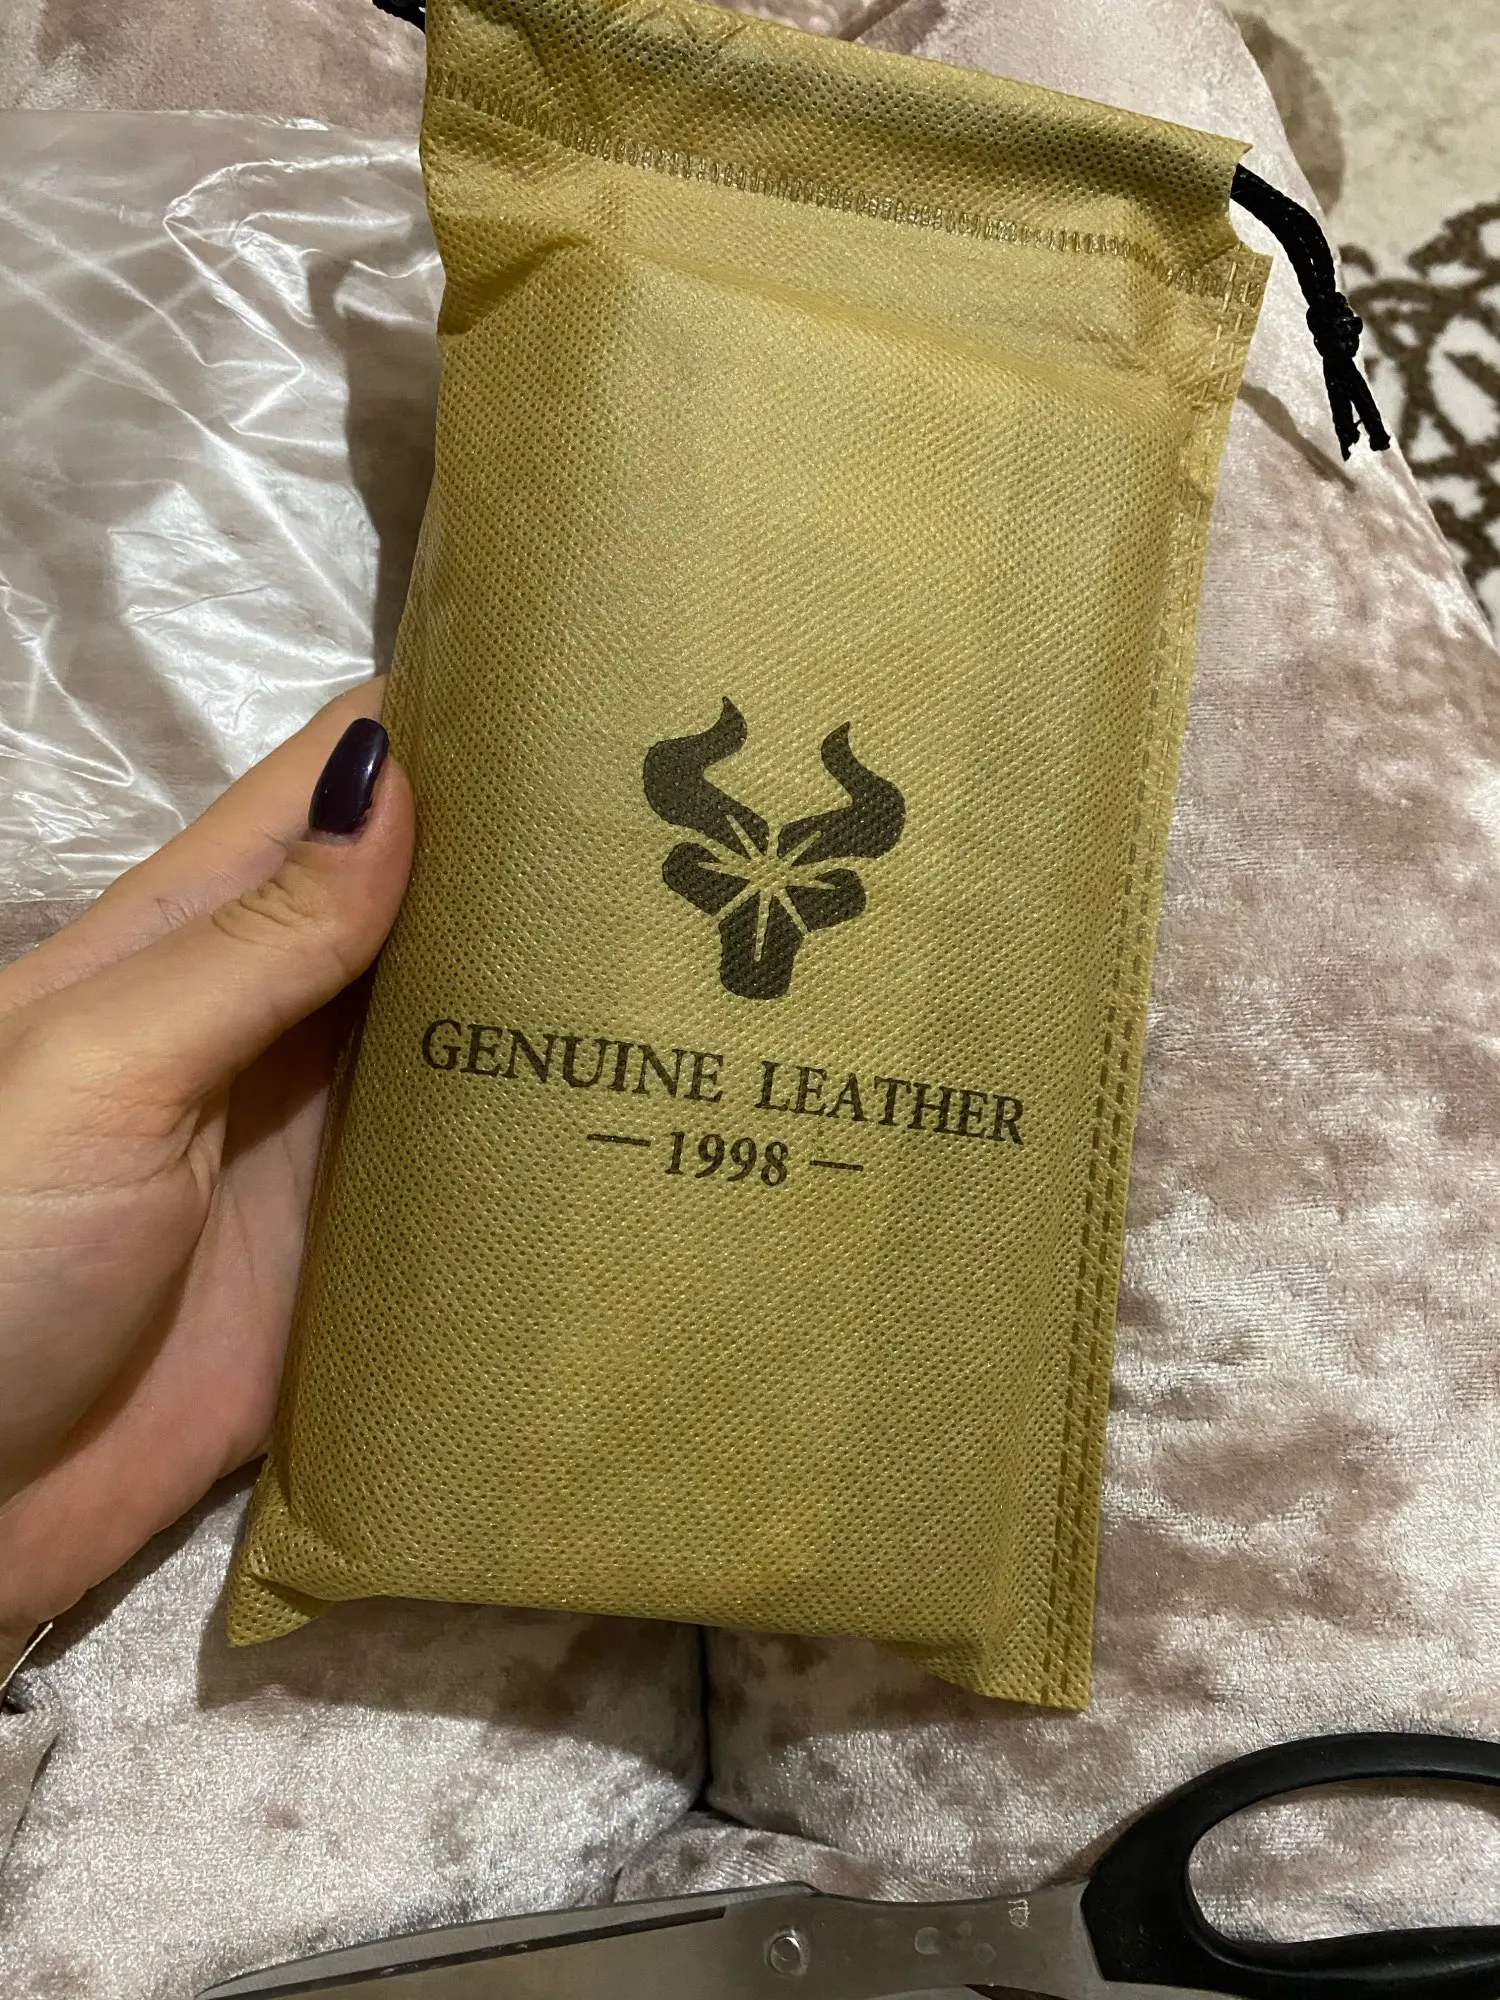 GENUINE LEATHER
— 1998 —